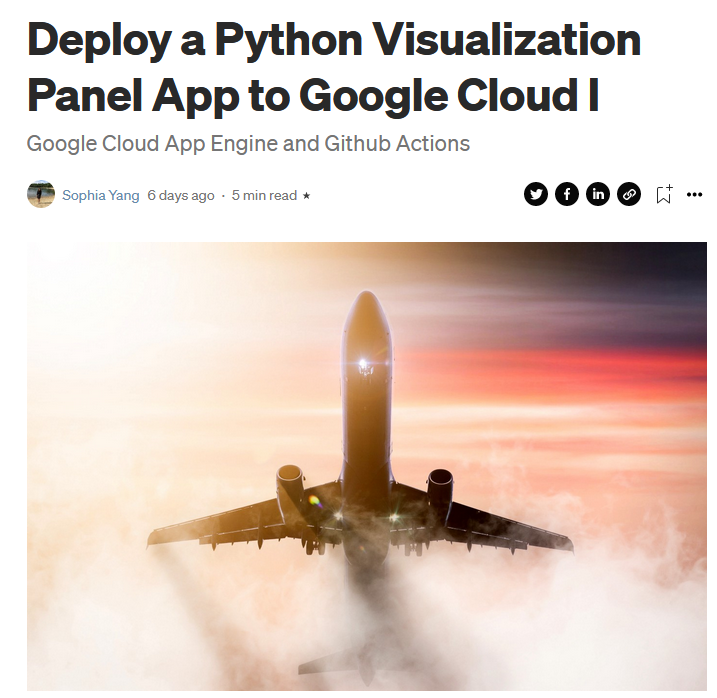 Deploy a Python Visualization
Panel App to Google Cloud I
Google Cloud App Engine and Github Actions
Sophia Yang 6 days ago · 5 min read ★